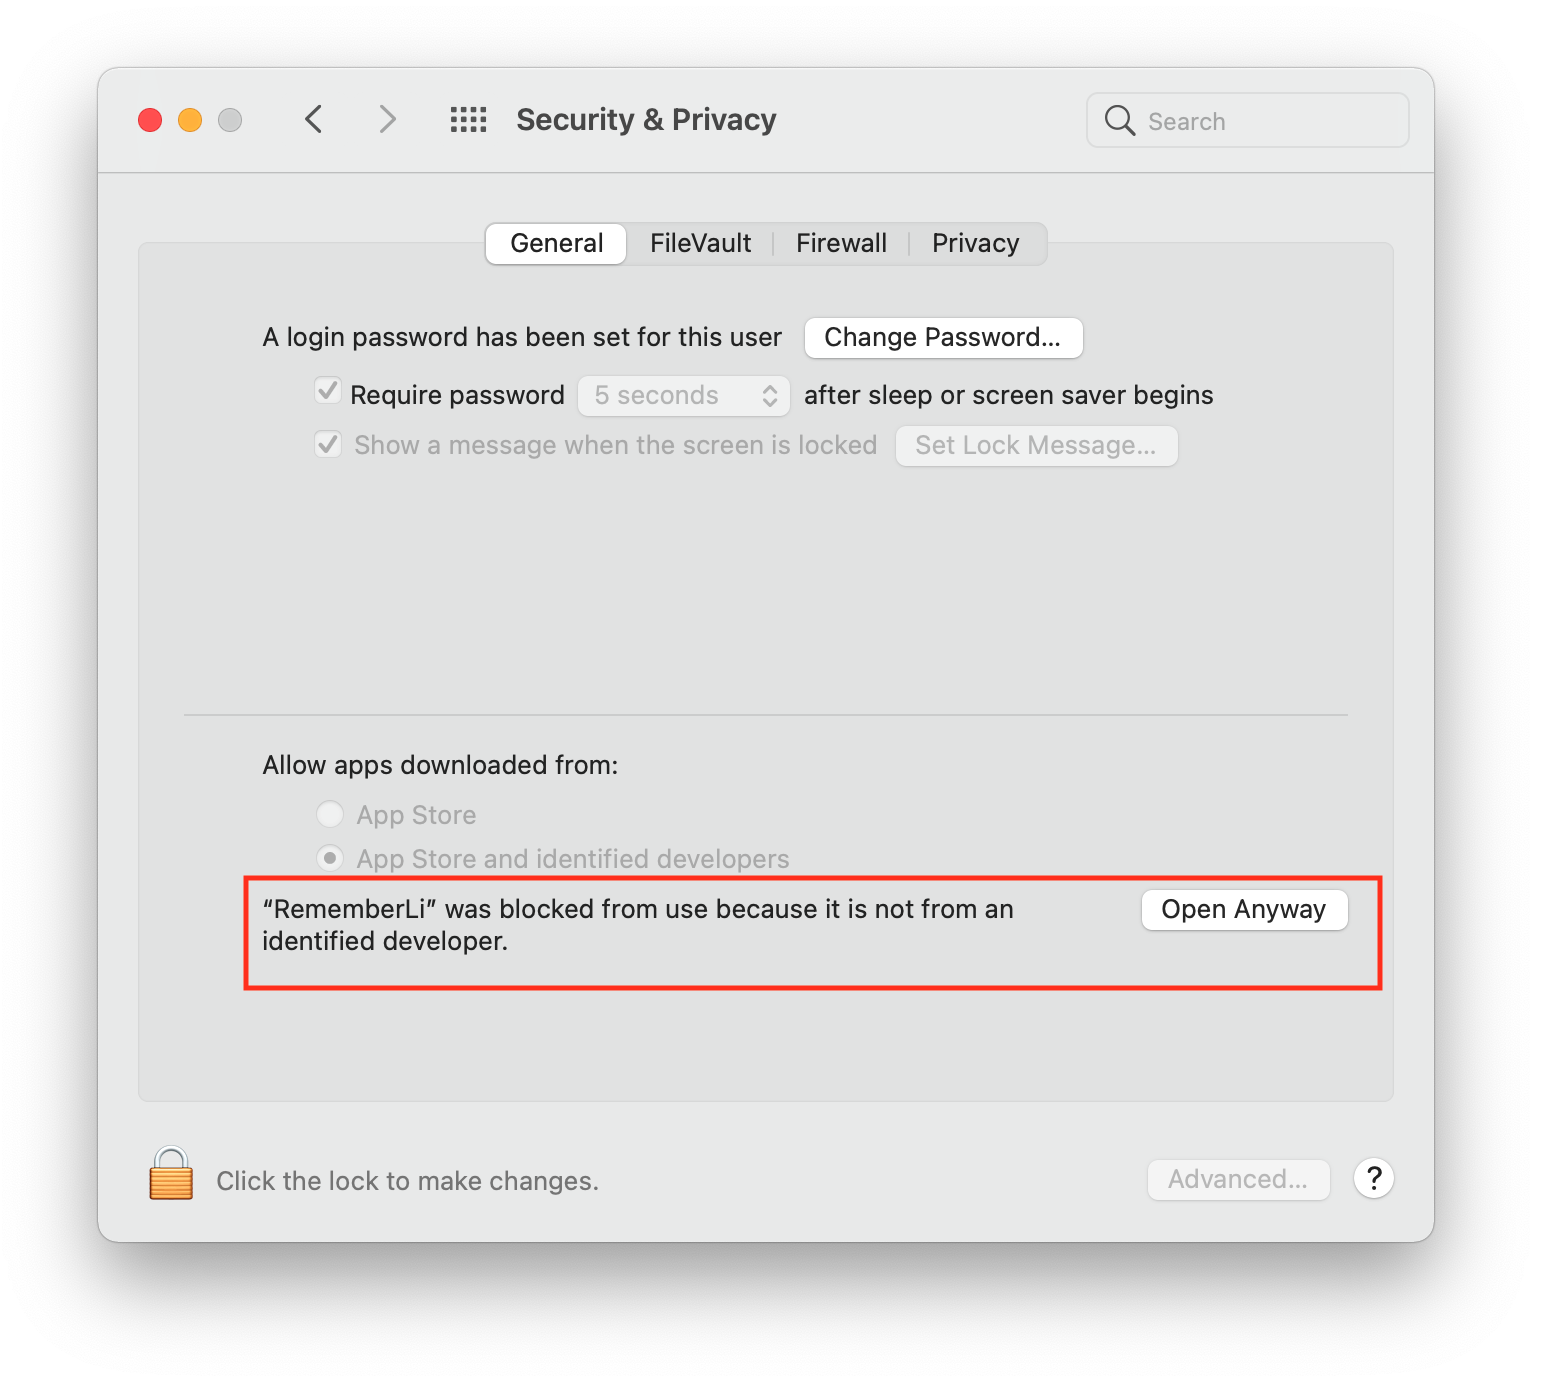 Security & Privacy
Search
General
FileVault
Firewall
Privacy
A login password has been set for this user
Change Password...
Require password
5 seconds
after sleep or screen saver begins
Show a message when the screen is locked
Set Lock Message...
Allow apps downloaded from:
App Store
App Store and identified developers
“RememberLi” was blocked from use because it is not from an
identified developer.
Open Anyway
Click the lock to make changes.
Advanced...
?